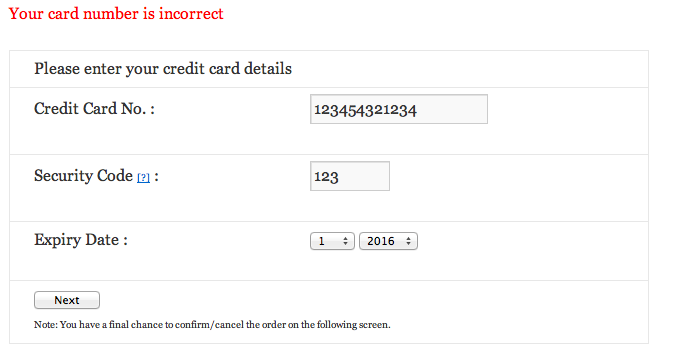 Your card number is incorrect
Please enter your credit card details
Credit Card No. : 123454321234
Security Code [?] : 123
Expiry Date : 1 2016
Next
Note: You have a final chance to confirm/cancel the order on the following screen.